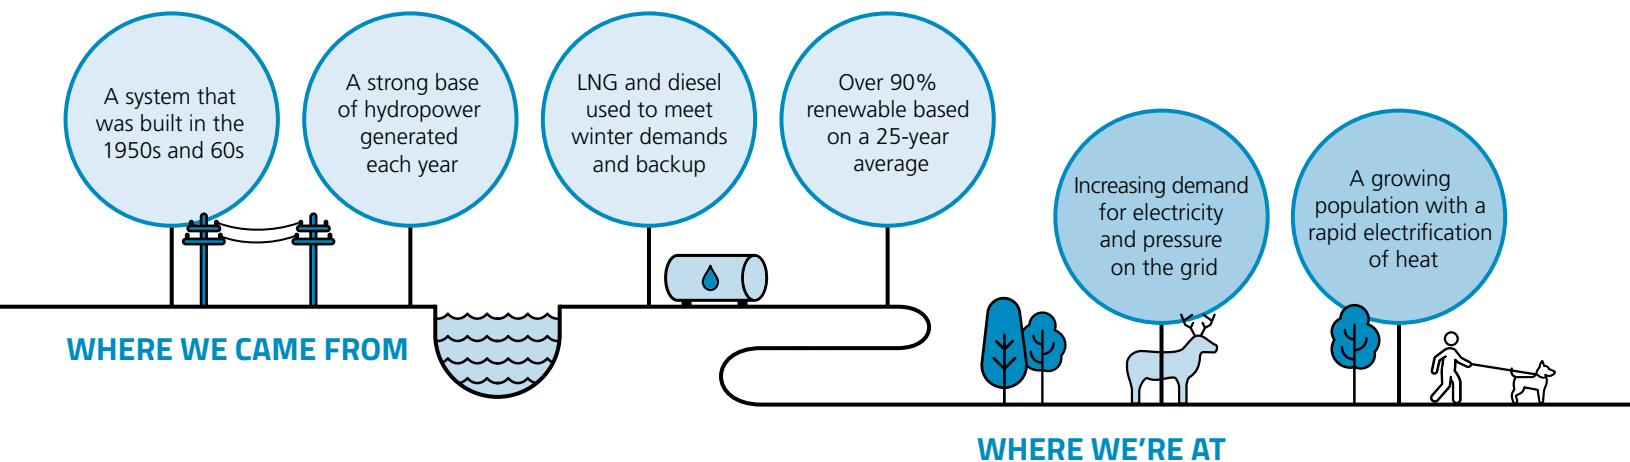 A system that
was built in the
1950s and 60s
A strong base
of hydropower
generated
each year
LNG and diesel
used to meet
winter demands
and backup
Over 90%
renewable based
on a 25-year
average
WHERE WE CAME FROM
Increasing demand
for electricity
and pressure
on the grid
A growing
population with a
rapid electrification
of heat
WHERE WE’RE AT